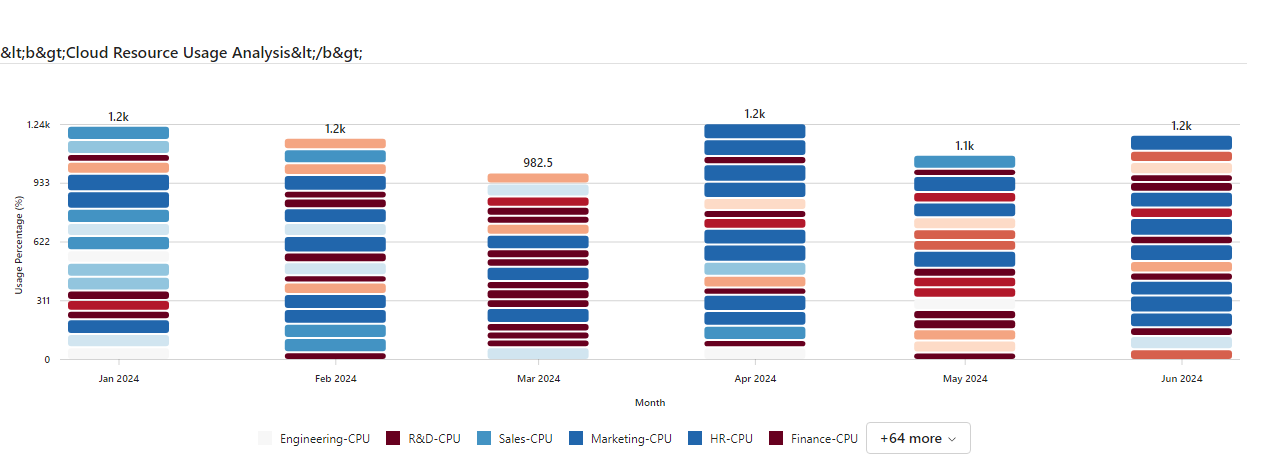 &lt;b&gt;Cloud Resource Usage Analysis&lt;/b&gt;
1.2k
1.2k
982.5
1.2k
1.1k
1.2k
1.24k
933
622
311
0
Usage Percentage (%)
Jan 2024
Feb 2024
Mar 2024
Apr 2024
May 2024
Jun 2024
Month
Engineering-CPU
R&D-CPU
Sales-CPU
Marketing-CPU
HR-CPU
Finance-CPU
+64 more